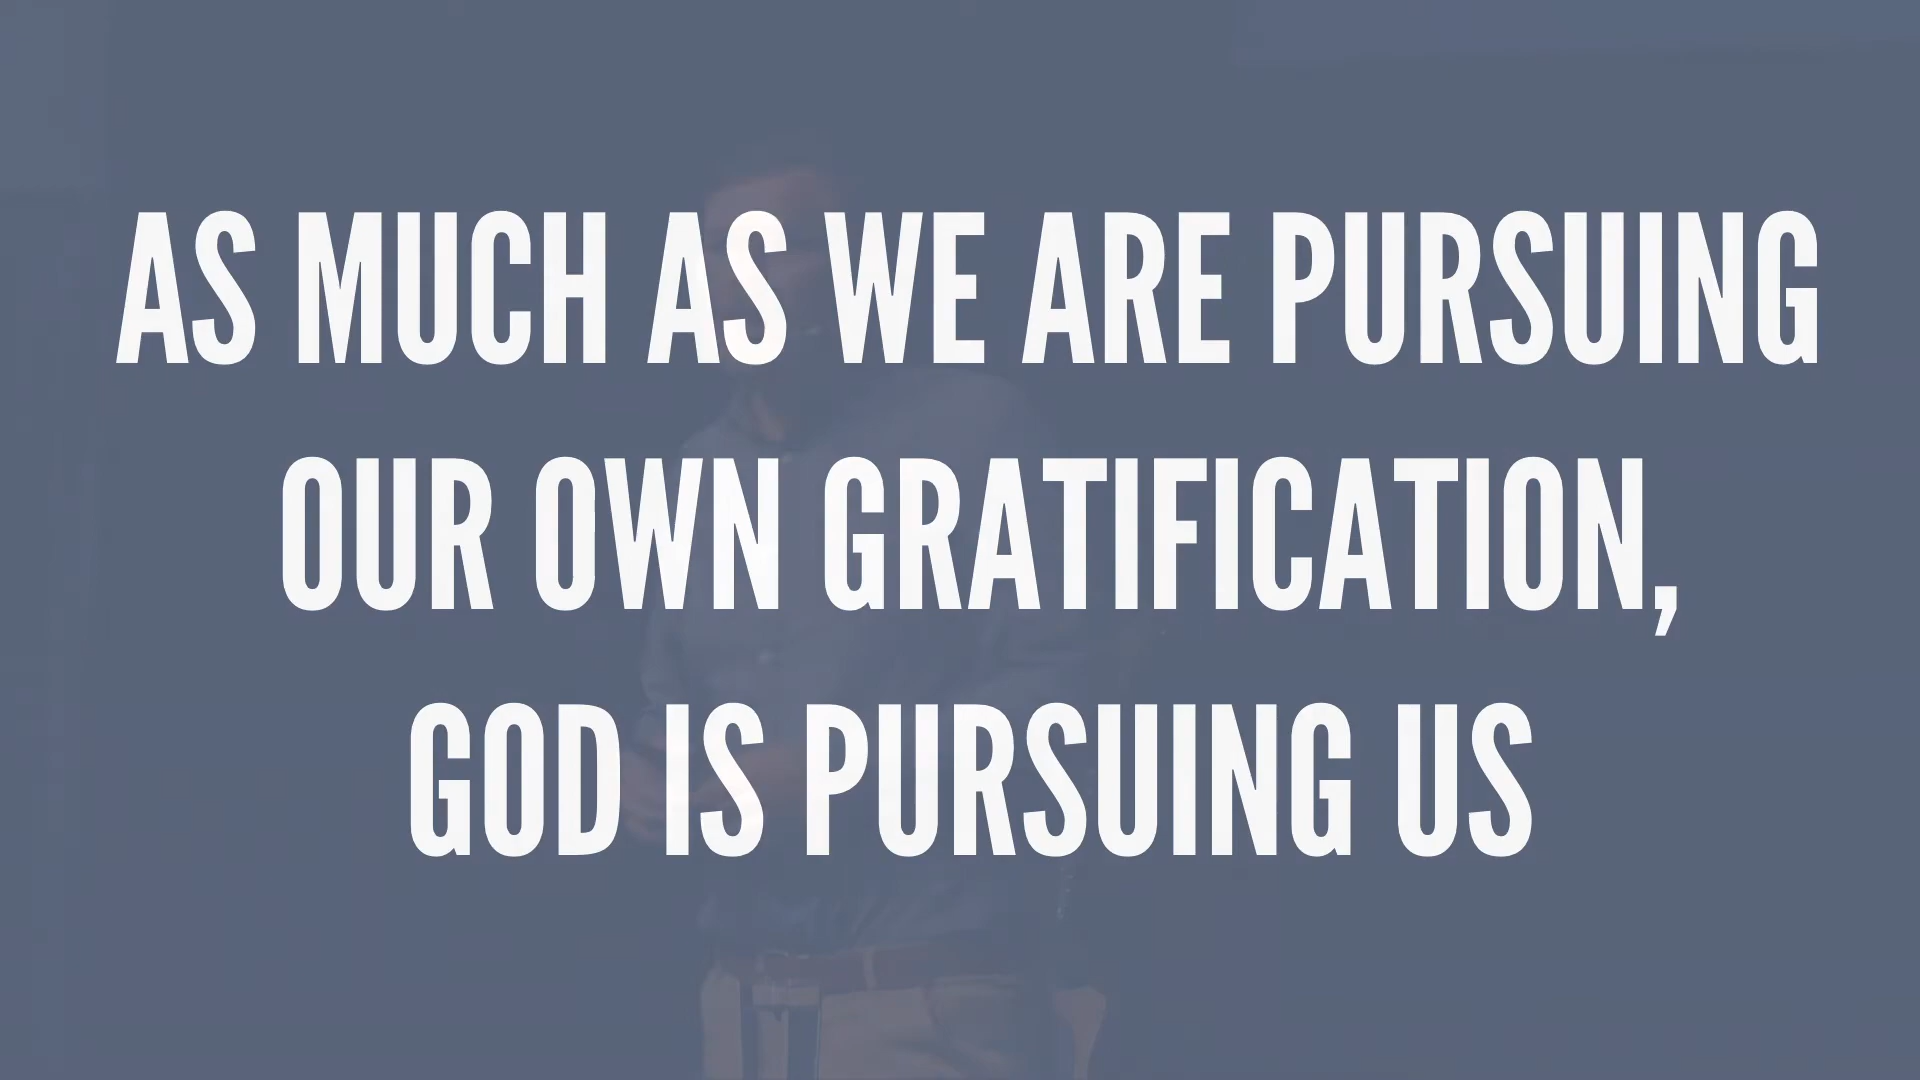 AS MUCH AS WE ARE PURSUING
OUR OWN GRATIFICATION,
GOD IS PURSUING US